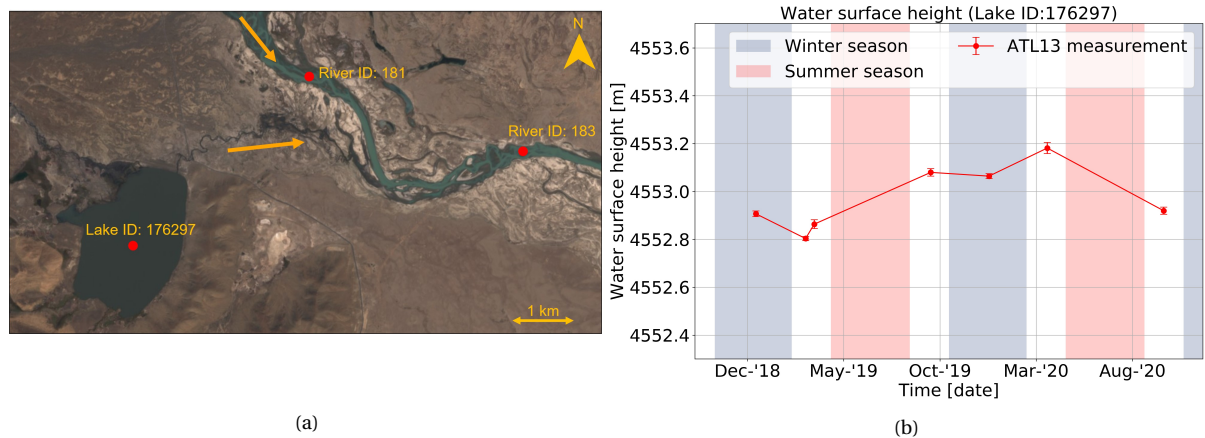 N
River ID: 181
River ID: 183
Lake ID: 176297
1 km
(a)
Water surface height (Lake ID:176297)
Winter season
Summer season
ATL13 measurement
Water surface height [m]
4553.6
4553.4
4553.2
4553.0
4552.8
4552.6
4552.4
Dec-'18 May-'19 Oct-'19 Mar-'20 Aug-'20
Time [date]
(b)